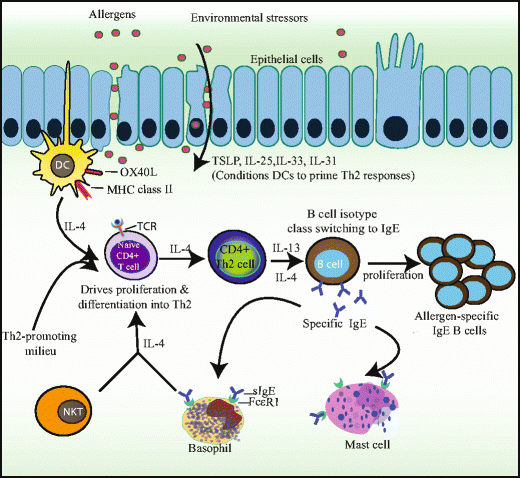 Allergens
Environmental stressors
Epithelial cells
DC
OX40L
MHC class II
TSLP, IL-25,IL-33, IL-31
(Conditions DCs to prime Th2 responses)
IL-4
TCR
Naive
CD4+
T cell
IL-4
CD4+
Th2 cell
IL-13
IL-4
B cell isotype
class switching to IgE
B cell
proliferation
Drives proliferation &
differentiation into Th2
Specific IgE
Allergen-specific
IgE B cells
Th2-promoting
milieu
IL-4
NKT
sIgE
FcεR1
Basophil
Mast cell